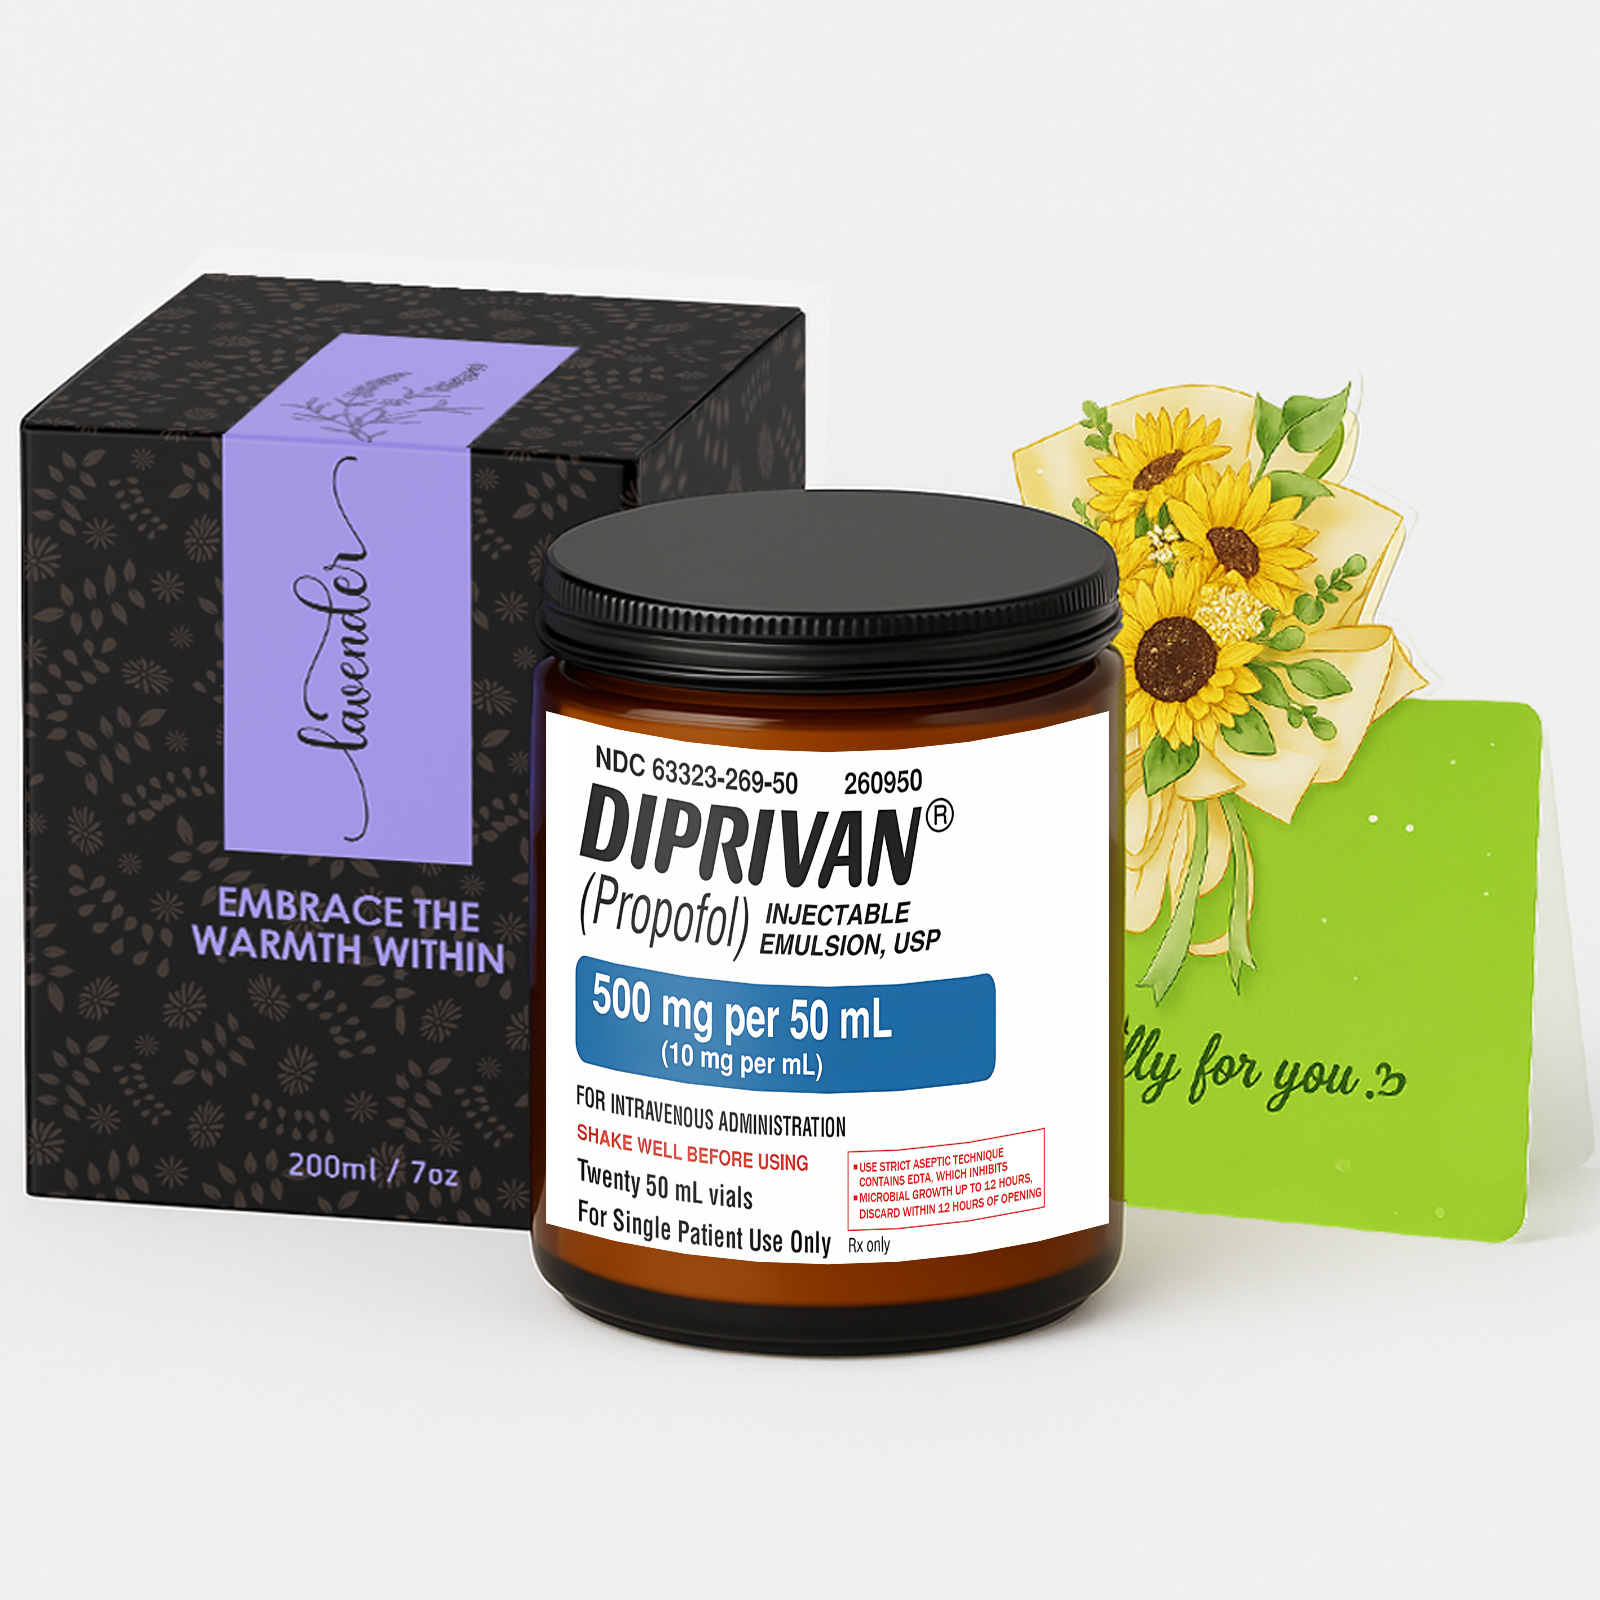 lavender
EMBRACE THE
WARMTH WITHIN
200ml / 7oz
NDC 63323-269-50 260950
DIPRIVAN®
(Propofol) INJECTABLE
EMULSION, USP
500 mg per 50 mL
(10 mg per mL)
FOR INTRAVENOUS ADMINISTRATION
SHAKE WELL BEFORE USING
Twenty 50 mL vials
For Single Patient Use Only
▪ USE STRICT ASEPTIC TECHNIQUE
CONTAINS EDTA, WHICH INHIBITS
▪ MICROBIAL GROWTH UP TO 12 HOURS,
DISCARD WITHIN 12 HOURS OF OPENING
Rx only
for you